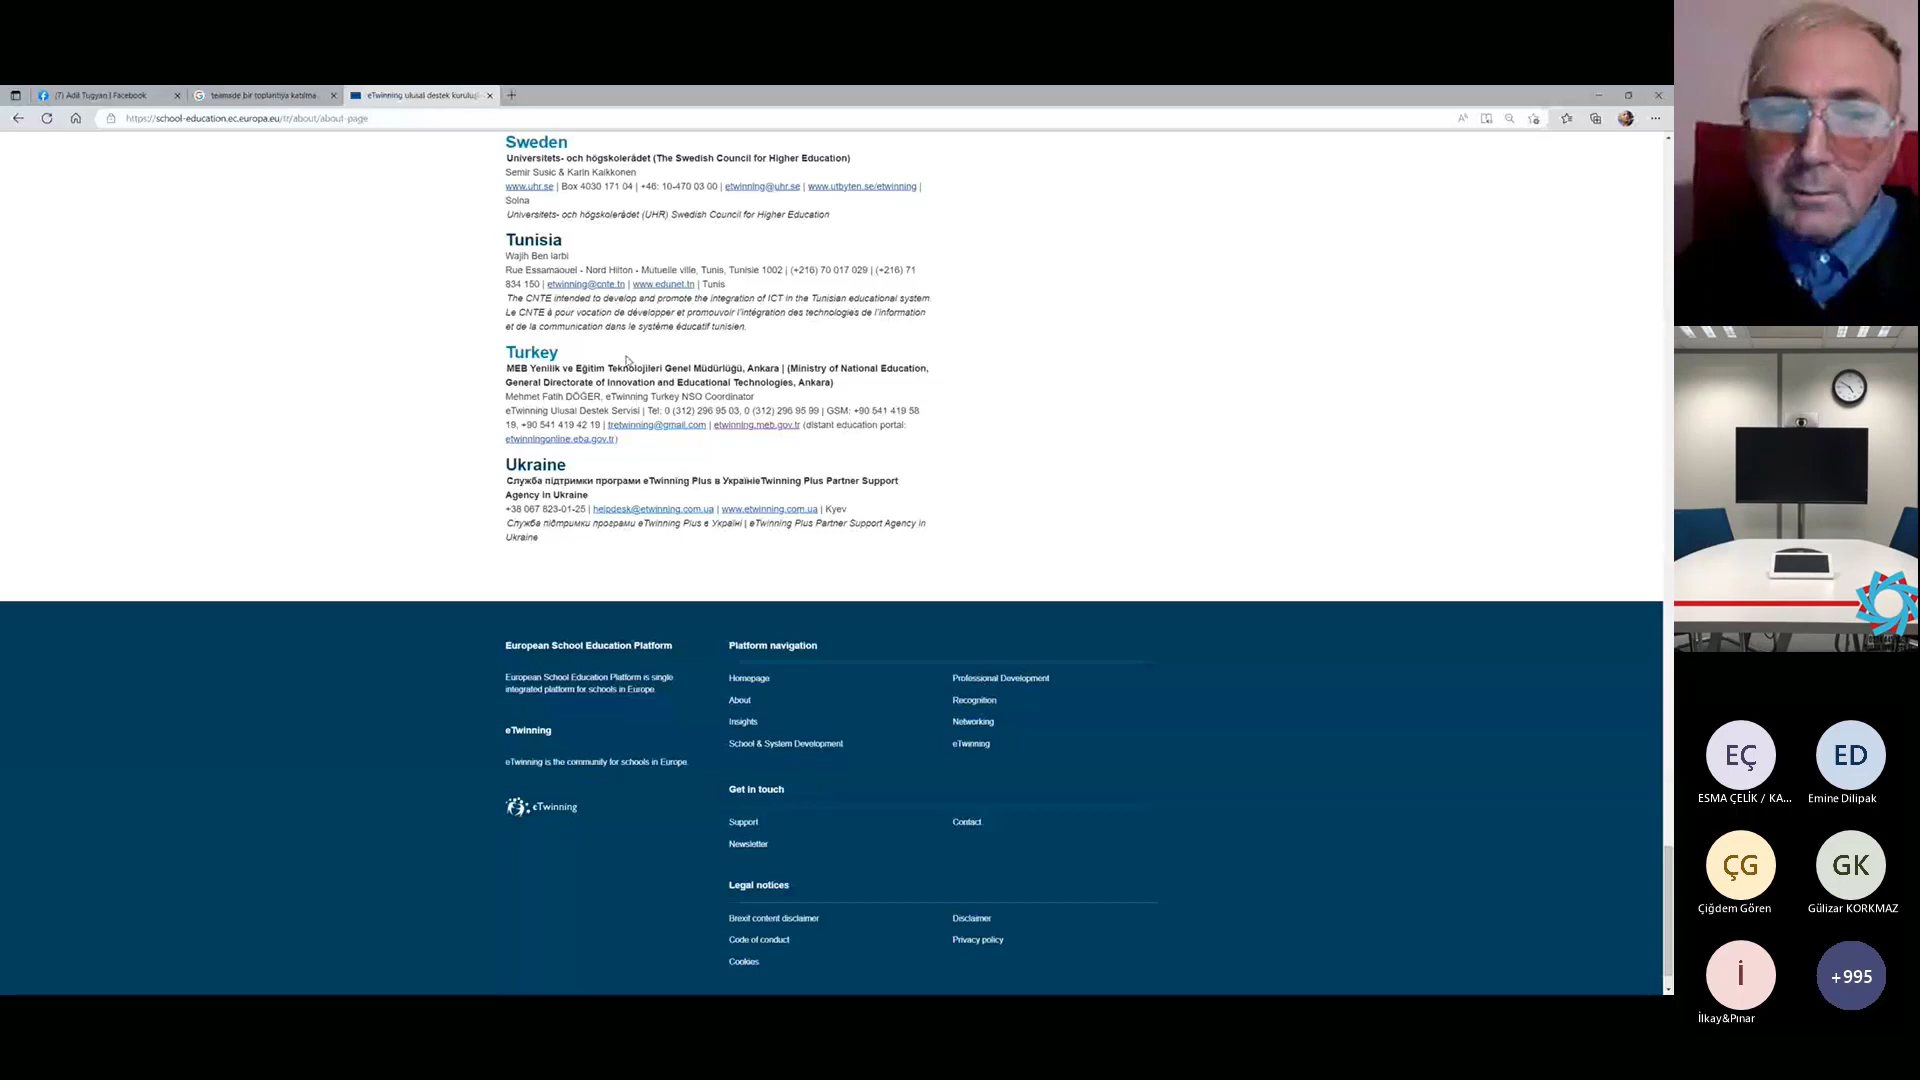 (7) Adil Tugyan | Facebook
teamsde bir toplantıya katılma
eTwinning ulusal destek kuruluşl
https://school-education.ec.europa.eu/tr/about/about-page
Sweden
Universitets- och högskolerådet (The Swedish Council for Higher Education)
Semir Susic & Karin Kaikkonen
www.uhr.se | Box 4030 171 04 | +46: 10-470 03 00 | etwinning@uhr.se | www.utbyten.se/etwinning |
Solna
Universitets- och högskolerådet (UHR) Swedish Council for Higher Education
Tunisia
Wajih Ben larbi
Rue Essamaouel - Nord Hilton - Mutuelle ville, Tunis, Tunisie 1002 | (+216) 70 017 029 | (+216) 71
834 150 | etwinning@cnte.tn | www.edunet.tn | Tunis
The CNTE intended to develop and promote the integration of ICT in the Tunisian educational system.
Le CNTE à pour vocation de développer et promouvoir l'intégration des technologies de l'information
et de la communication dans le système éducatif tunisien.
Turkey
MEB Yenilik ve Eğitim Teknolojileri Genel Müdürlüğü, Ankara | (Ministry of National Education,
General Directorate of Innovation and Educational Technologies, Ankara)
Mehmet Fatih DÖĞER, eTwinning Turkey NSO Coordinator
eTwinning Ulusal Destek Servisi | Tel: 0 (312) 296 95 03, 0 (312) 296 95 99 | GSM: +90 541 419 58
19, +90 541 419 42 19 | tretwinning@gmail.com | etwinning.meb.gov.tr (distant education portal:
etwinningonline.eba.gov.tr)
Ukraine
Служба підтримки програми eTwinning Plus в УкраїніeTwinning Plus Partner Support
Agency in Ukraine
+38 067 823-01-25 | helpdesk@etwinning.com.ua | www.etwinning.com.ua | Kyev
Служба підтримки програми eTwinning Plus в Україні | eTwinning Plus Partner Support Agency in
Ukraine
European School Education Platform
European School Education Platform is single
integrated platform for schools in Europe.
eTwinning
eTwinning is the community for schools in Europe.
eTwinning
Platform navigation
Homepage
Professional Development
About
Recognition
Insights
Networking
School & System Development
eTwinning
Get in touch
Support
Contact
Newsletter
Legal notices
Brexit content disclaimer
Disclaimer
Code of conduct
Privacy policy
Cookies
EÇ
ED
ESMA ÇELİK / KA...
Emine Dilipak
ÇG
GK
Çiğdem Gören
Gülizar KORKMAZ
İ
+995
İlkay&Pınar